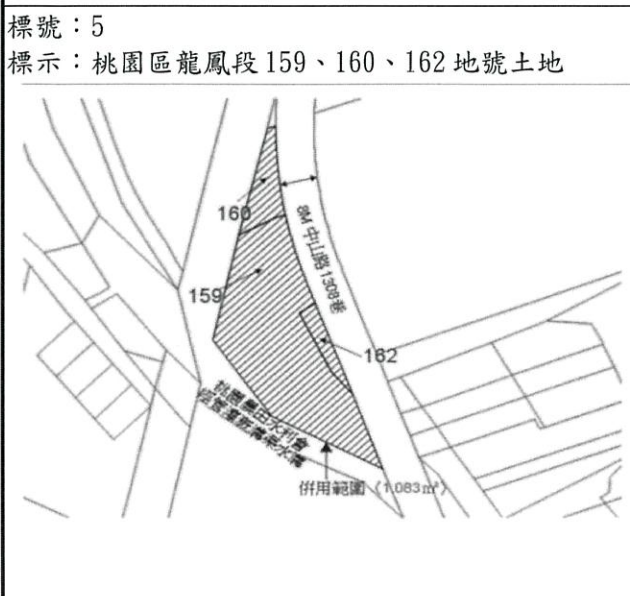 標號：5
標示：桃園區龍鳳段159、160、162地號土地
160
8M 中山路1308巷
159
162
桃園農田水利會
併用範圍（1,083㎡）